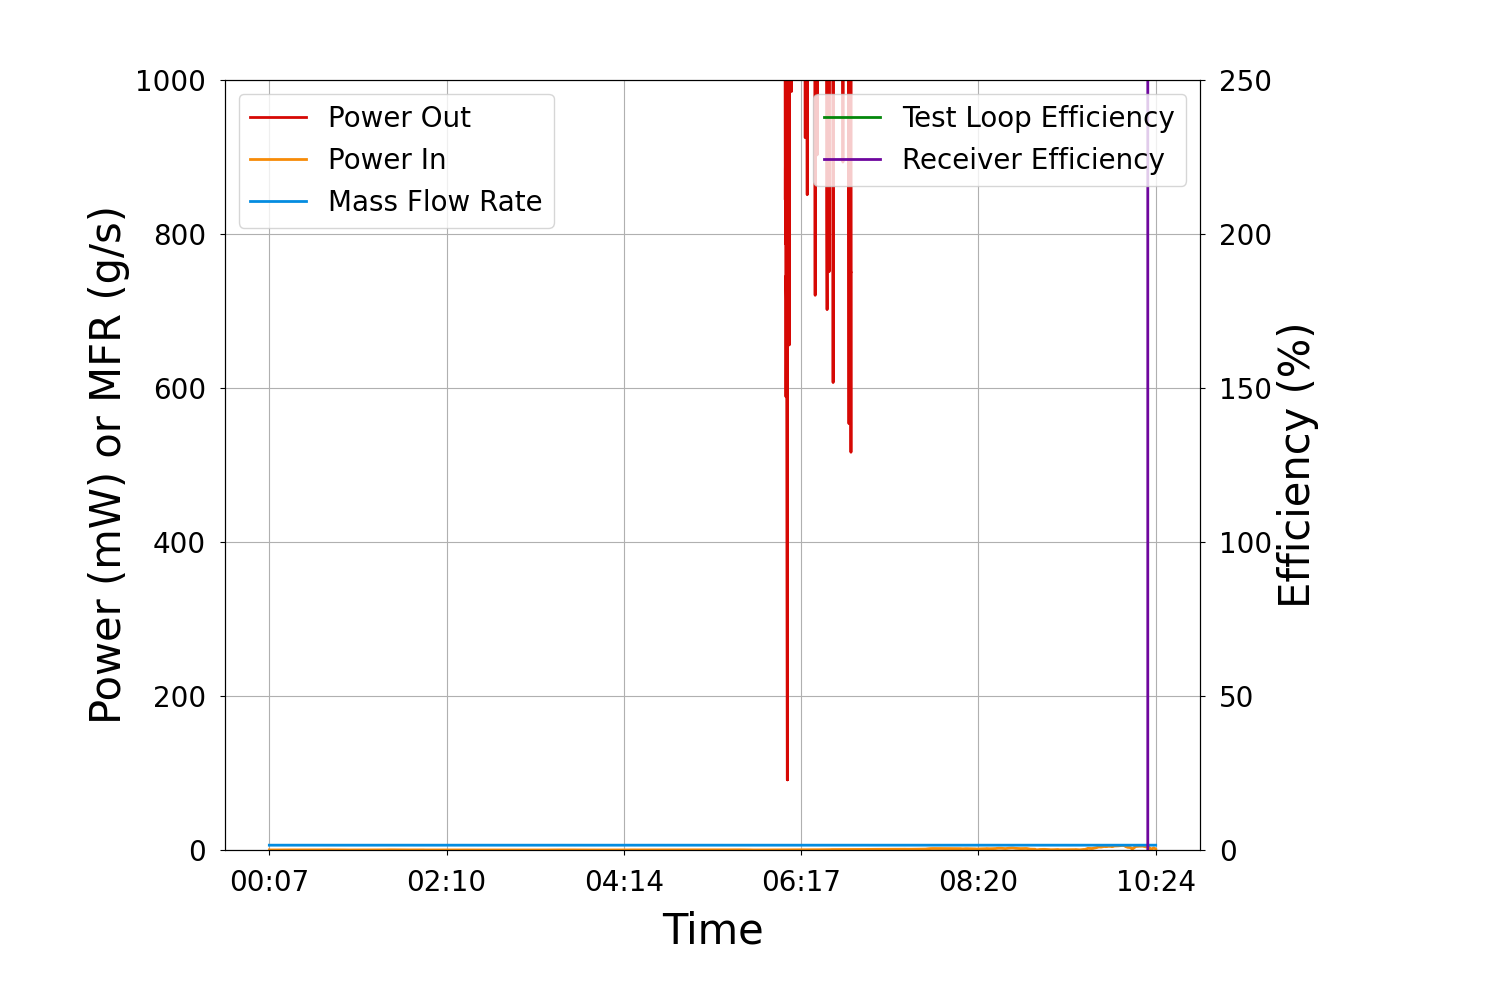 Power Out
Power In
Mass Flow Rate
Test Loop Efficiency
Receiver Efficiency
Power (mW) or MFR (g/s)
1000
800
600
400
200
0
250
200
150
100
50
0
Efficiency (%)
00:07 02:10 04:14 06:17 08:20 10:24
Time